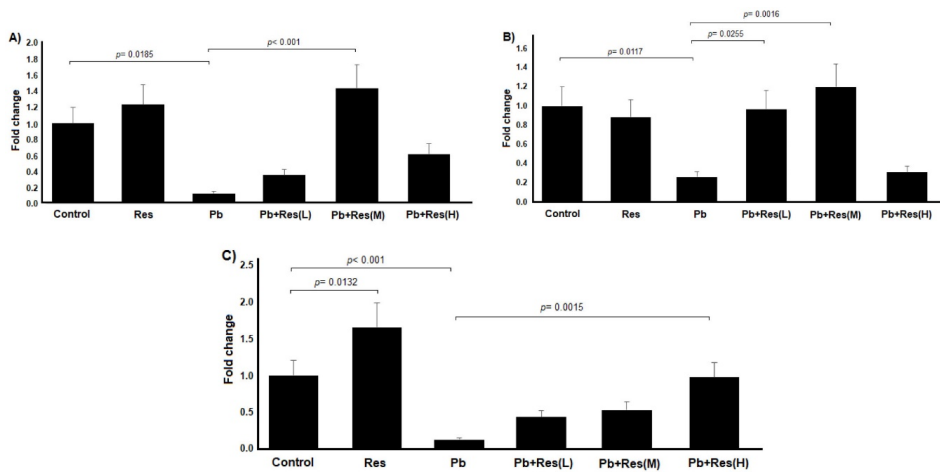 A)
p= 0.0185
p< 0.001
Fold change
2.0
1.8
1.6
1.4
1.2
1.0
0.8
0.6
0.4
0.2
0.0
Control Res Pb Pb+Res(L) Pb+Res(M) Pb+Res(H)
B)
p= 0.0016
p= 0.0255
p= 0.0117
Fold change
1.6
1.4
1.2
1.0
0.8
0.6
0.4
0.2
0.0
Control Res Pb Pb+Res(L) Pb+Res(M) Pb+Res(H)
C)
p< 0.001
p= 0.0132
p= 0.0015
Fold change
2.5
2.0
1.5
1.0
0.5
0.0
Control Res Pb Pb+Res(L) Pb+Res(M) Pb+Res(H)